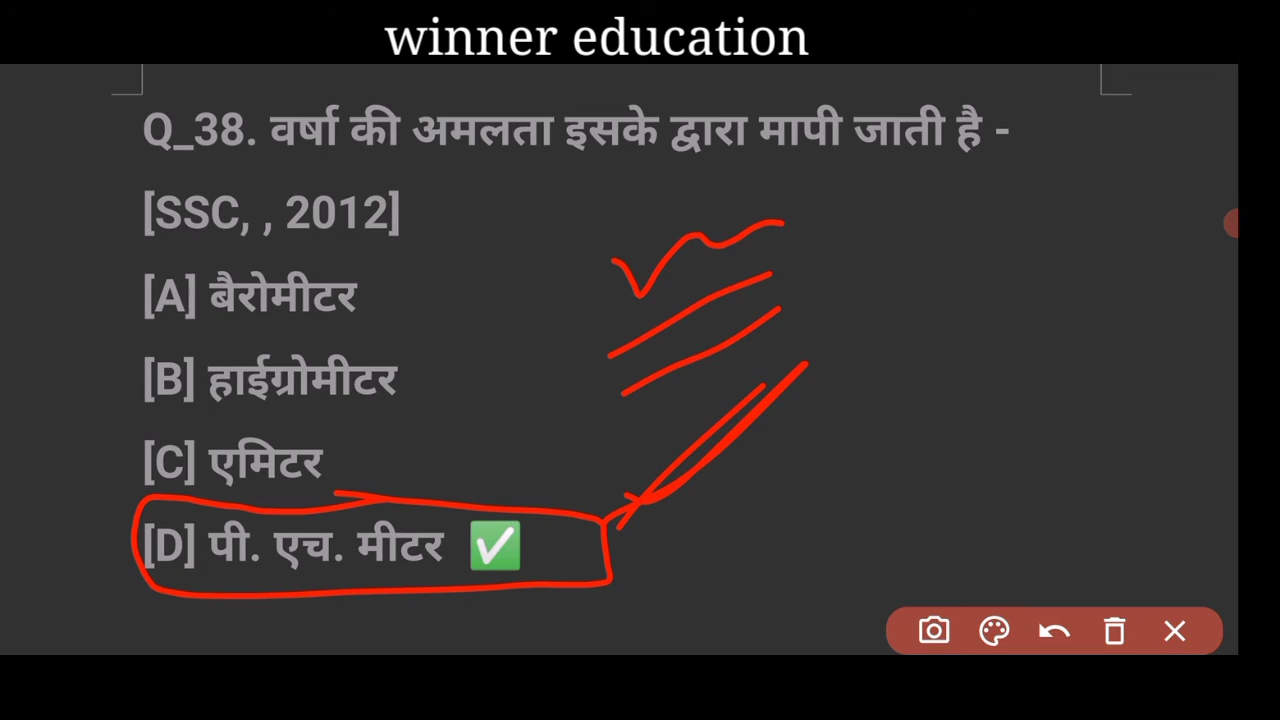 winner education
Q_38. वर्षा की अमलता इसके द्वारा मापी जाती है -
[SSC, , 2012]
[A] बैरोमीटर
[B] हाईग्रोमीटर
[C] एमिटर
[D] पी. एच. मीटर ✅